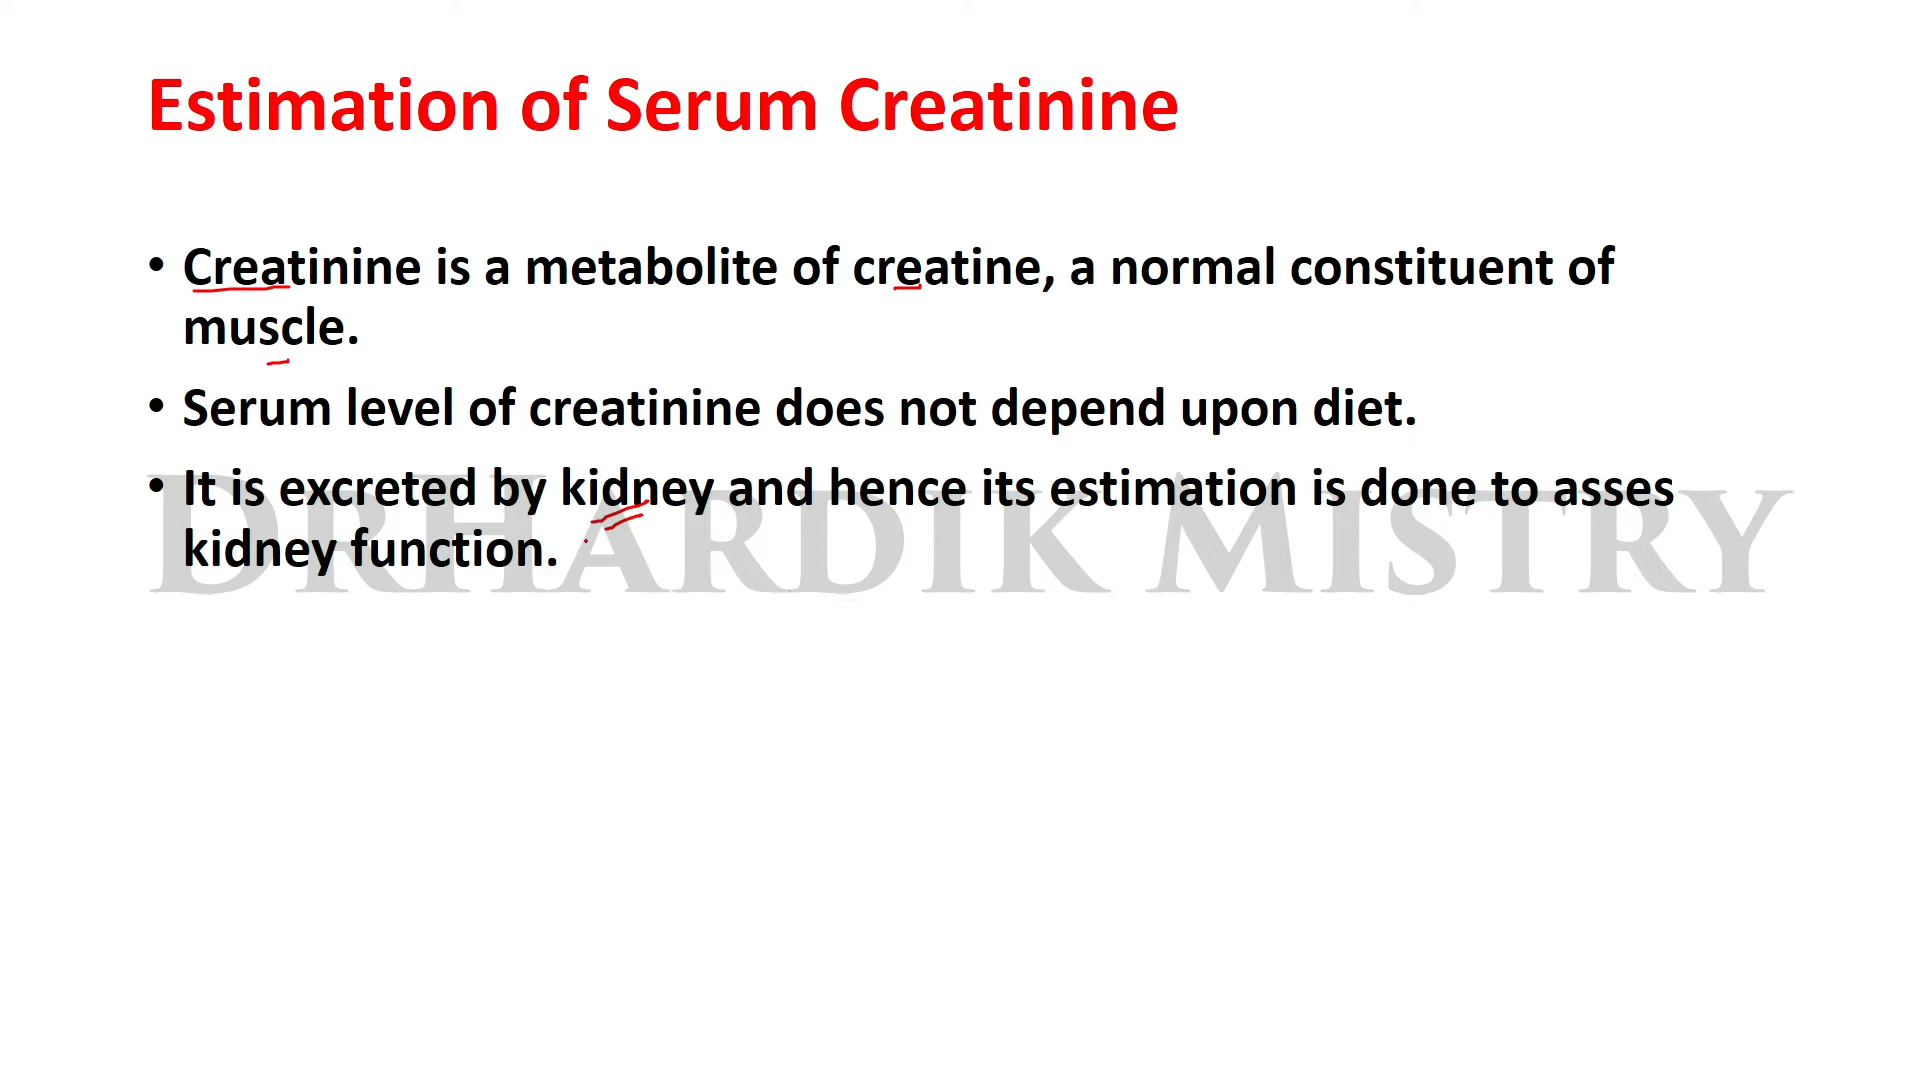 Estimation of Serum Creatinine
• Creatinine is a metabolite of creatine, a normal constituent of
muscle.
• Serum level of creatinine does not depend upon diet.
• It is excreted by kidney and hence its estimation is done to asses
kidney function.
DRHARDIK MISTRY